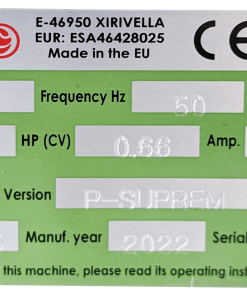 E-46950 XIRIVELLA
EUR: ESA46428025
Made in the EU
CE
Frequency Hz 50
HP (CV) 0.66 Amp.
Version P-SUPREM
Manuf. year 2022 Serial
this machine, please read its operating inst